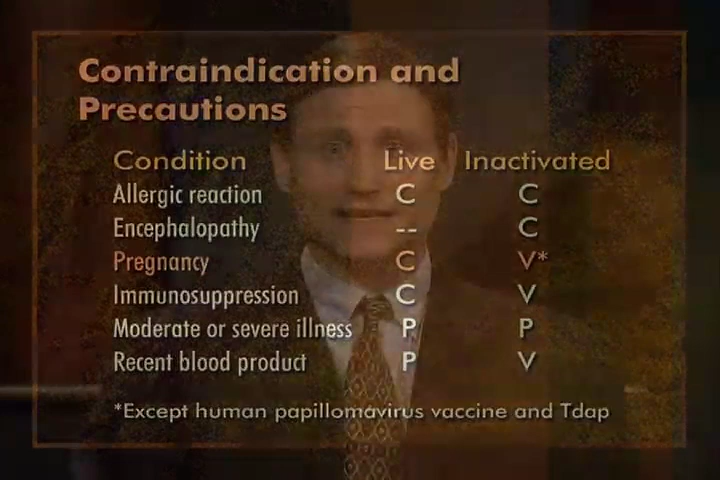 Contraindication and
Precautions
Condition Live Inactivated
Allergic reaction C C
Encephalopathy -- C
Pregnancy C V*
Immunosuppression C V
Moderate or severe illness P P
Recent blood product P V
*Except human papillomavirus vaccine and Tdap